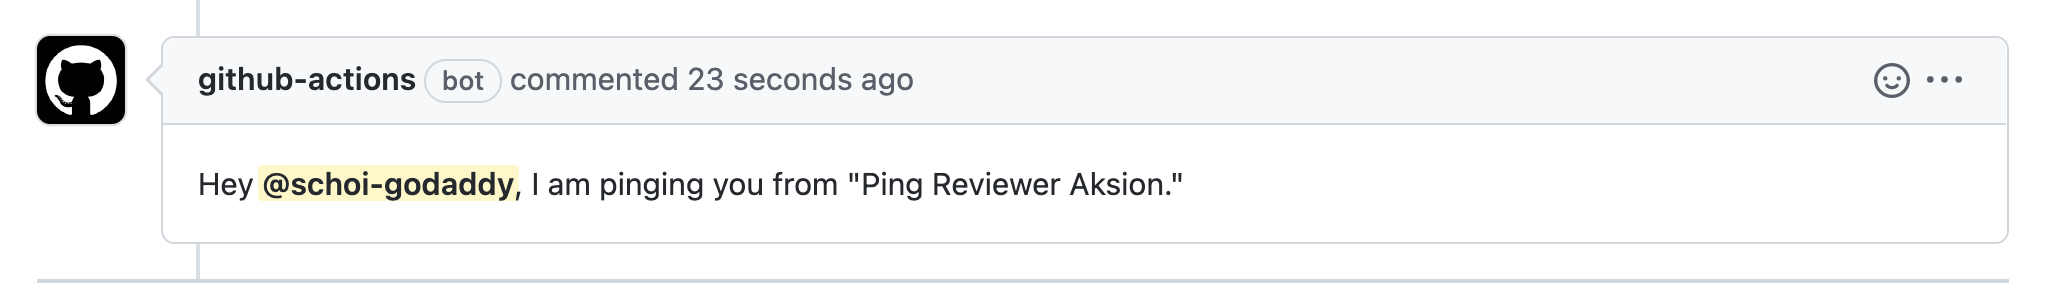 github-actions bot commented 23 seconds ago
Hey @schoi-godaddy, I am pinging you from "Ping Reviewer Aksion."